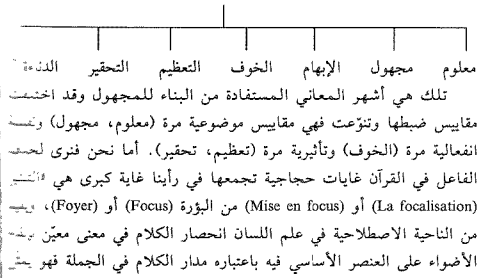 معلوم مجهول الإبهام الخوف التعظيم التحقير
تلك هي أشهر المعاني المستفادة من البناء للمجهول وقد اختلفت
مقاييس ضبطها وتنوّعت فهي مقاييس موضوعية مرة (معلوم، مجهول)
انفعالية مرة (الخوف) وتأثيرية مرة (تعظيم، تحقير). أما نحن فنرى لحذف
الفاعل في القرآن غايات حجاجية تجمعها في رأينا غاية كبرى هي
(La focalisation) أو (Mise en focus) من البؤرة (Focus) أو (Foyer)،
من الناحية الاصطلاحية في علم اللسان انحصار الكلام في معنى معيّن
الأضواء على العنصر الأساسي فيه باعتباره مدار الكلام في الجملة فهو